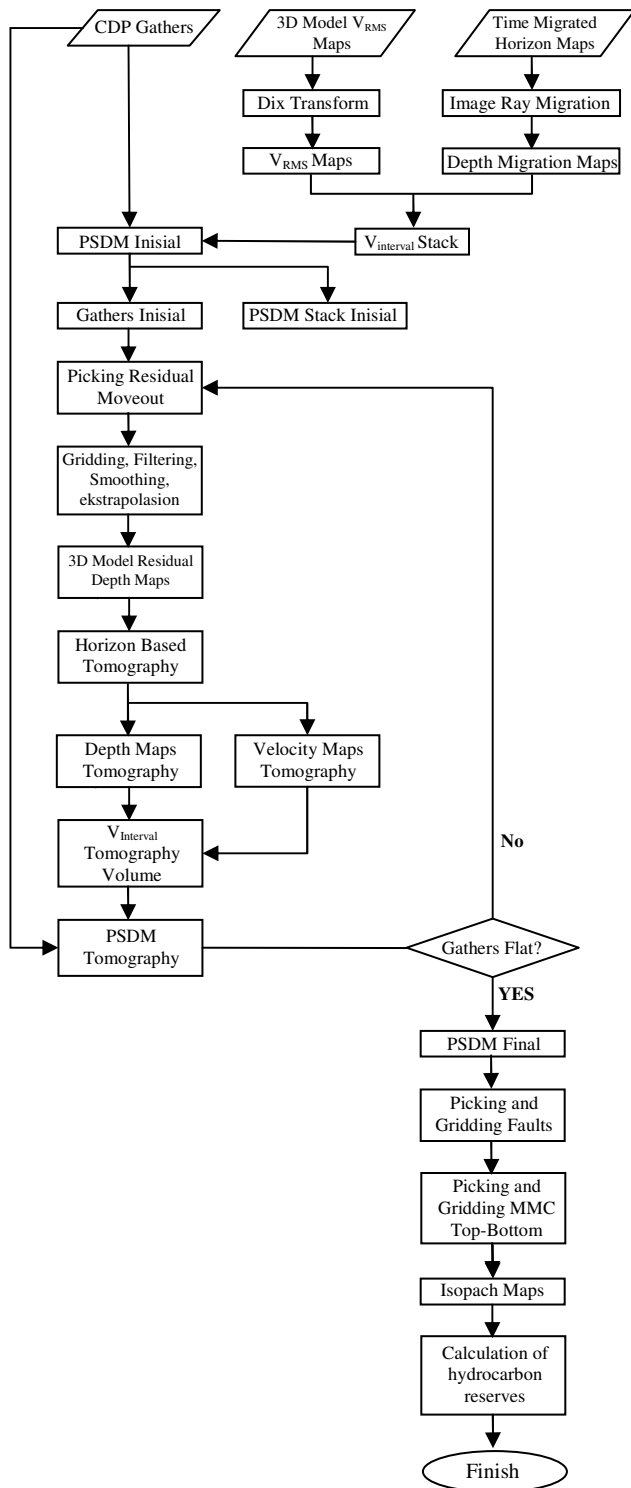 CDP Gathers
3D Model VRMS
Maps
Time Migrated
Horizon Maps
Dix Transform
Image Ray Migration
VRMS Maps
Depth Migration Maps
PSDM Inisial
Vinterval Stack
Gathers Inisial
PSDM Stack Inisial
Picking Residual
Moveout
Gridding, Filtering,
Smoothing,
ekstrapolasion
3D Model Residual
Depth Maps
Horizon Based
Tomography
Depth Maps
Tomography
Velocity Maps
Tomography
VInterval
Tomography
Volume
No
PSDM
Tomography
Gathers Flat?
YES
PSDM Final
Picking and
Gridding Faults
Picking and
Gridding MMC
Top-Bottom
Isopach Maps
Calculation of
hydrocarbon
reserves
Finish